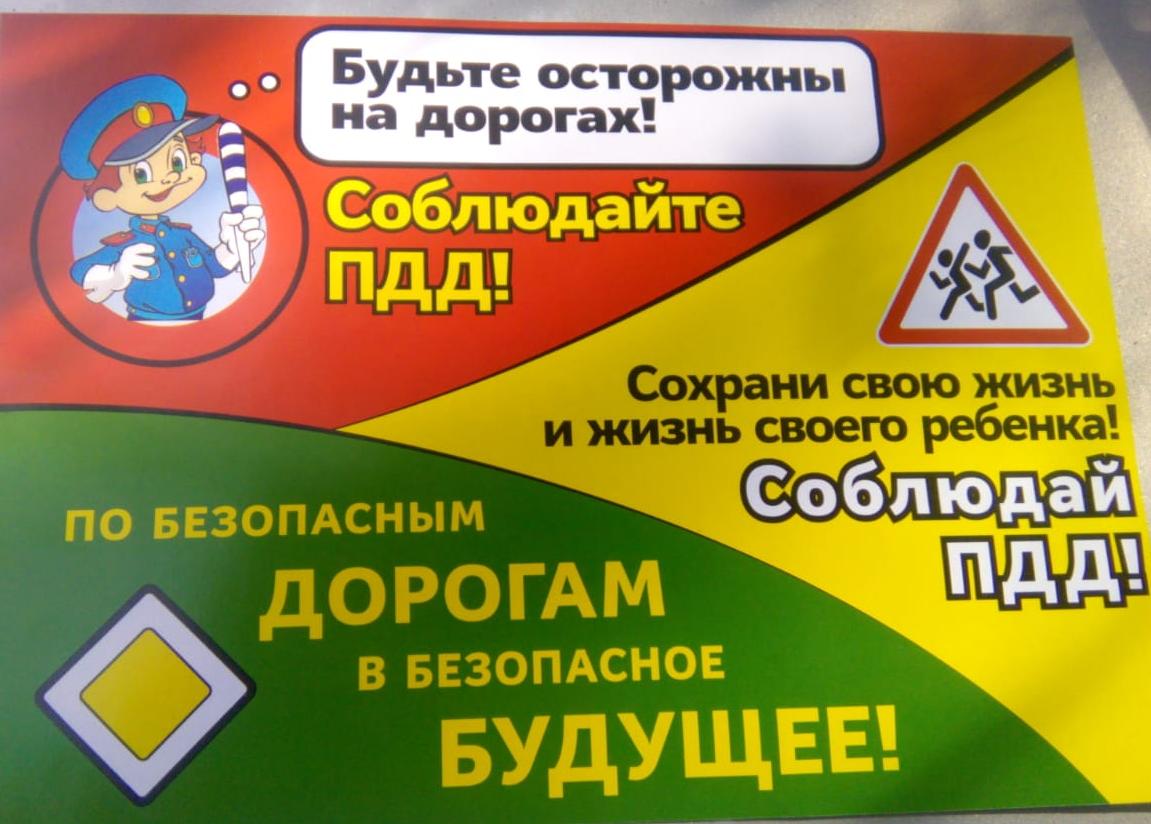 Будьте осторожны
на дорогах!
Соблюдайте
ПДД!
Сохрани свою жизнь
и жизнь своего ребенка!
Соблюдай
ПДД!
ПО БЕЗОПАСНЫМ
ДОРОГАМ
В БЕЗОПАСНОЕ
БУДУЩЕЕ!